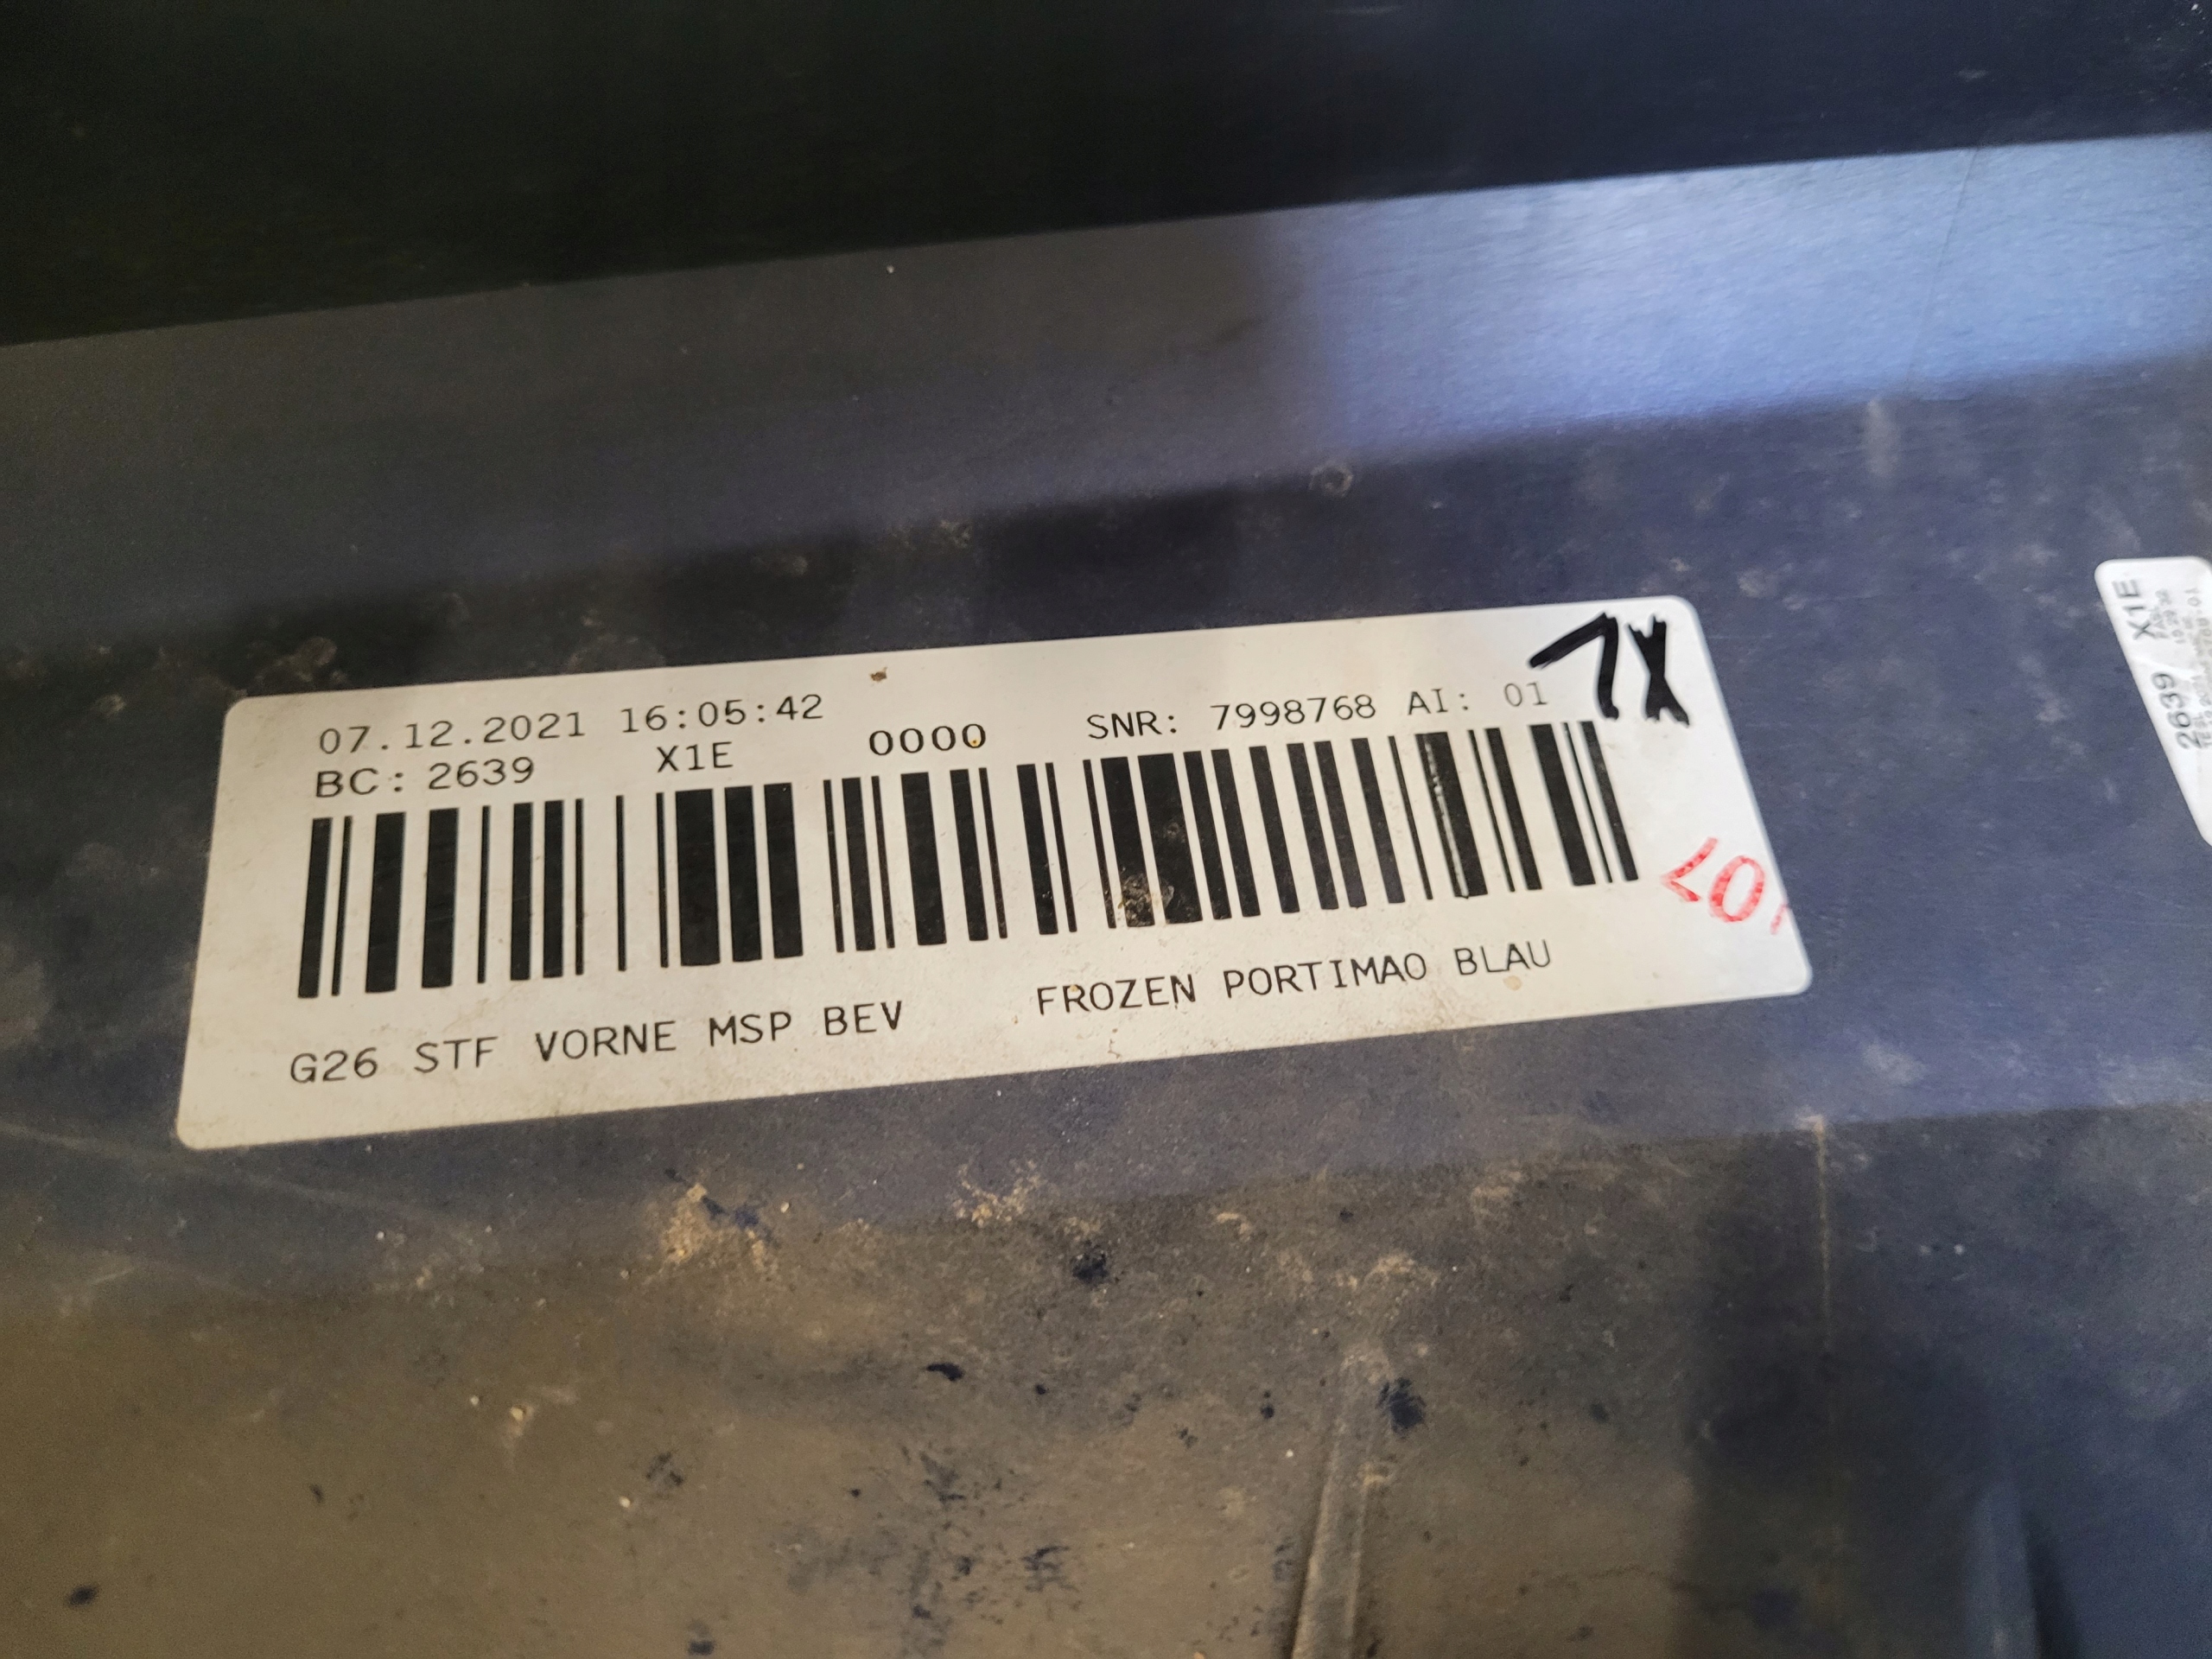 1X
07.12.2021 16:05:42
SNR: 7998768 AI: 01
BC: 2639 X1E 0000
G26 STF VORNE MSP BEV FROZEN PORTIMAO BLAU
2639 X1E